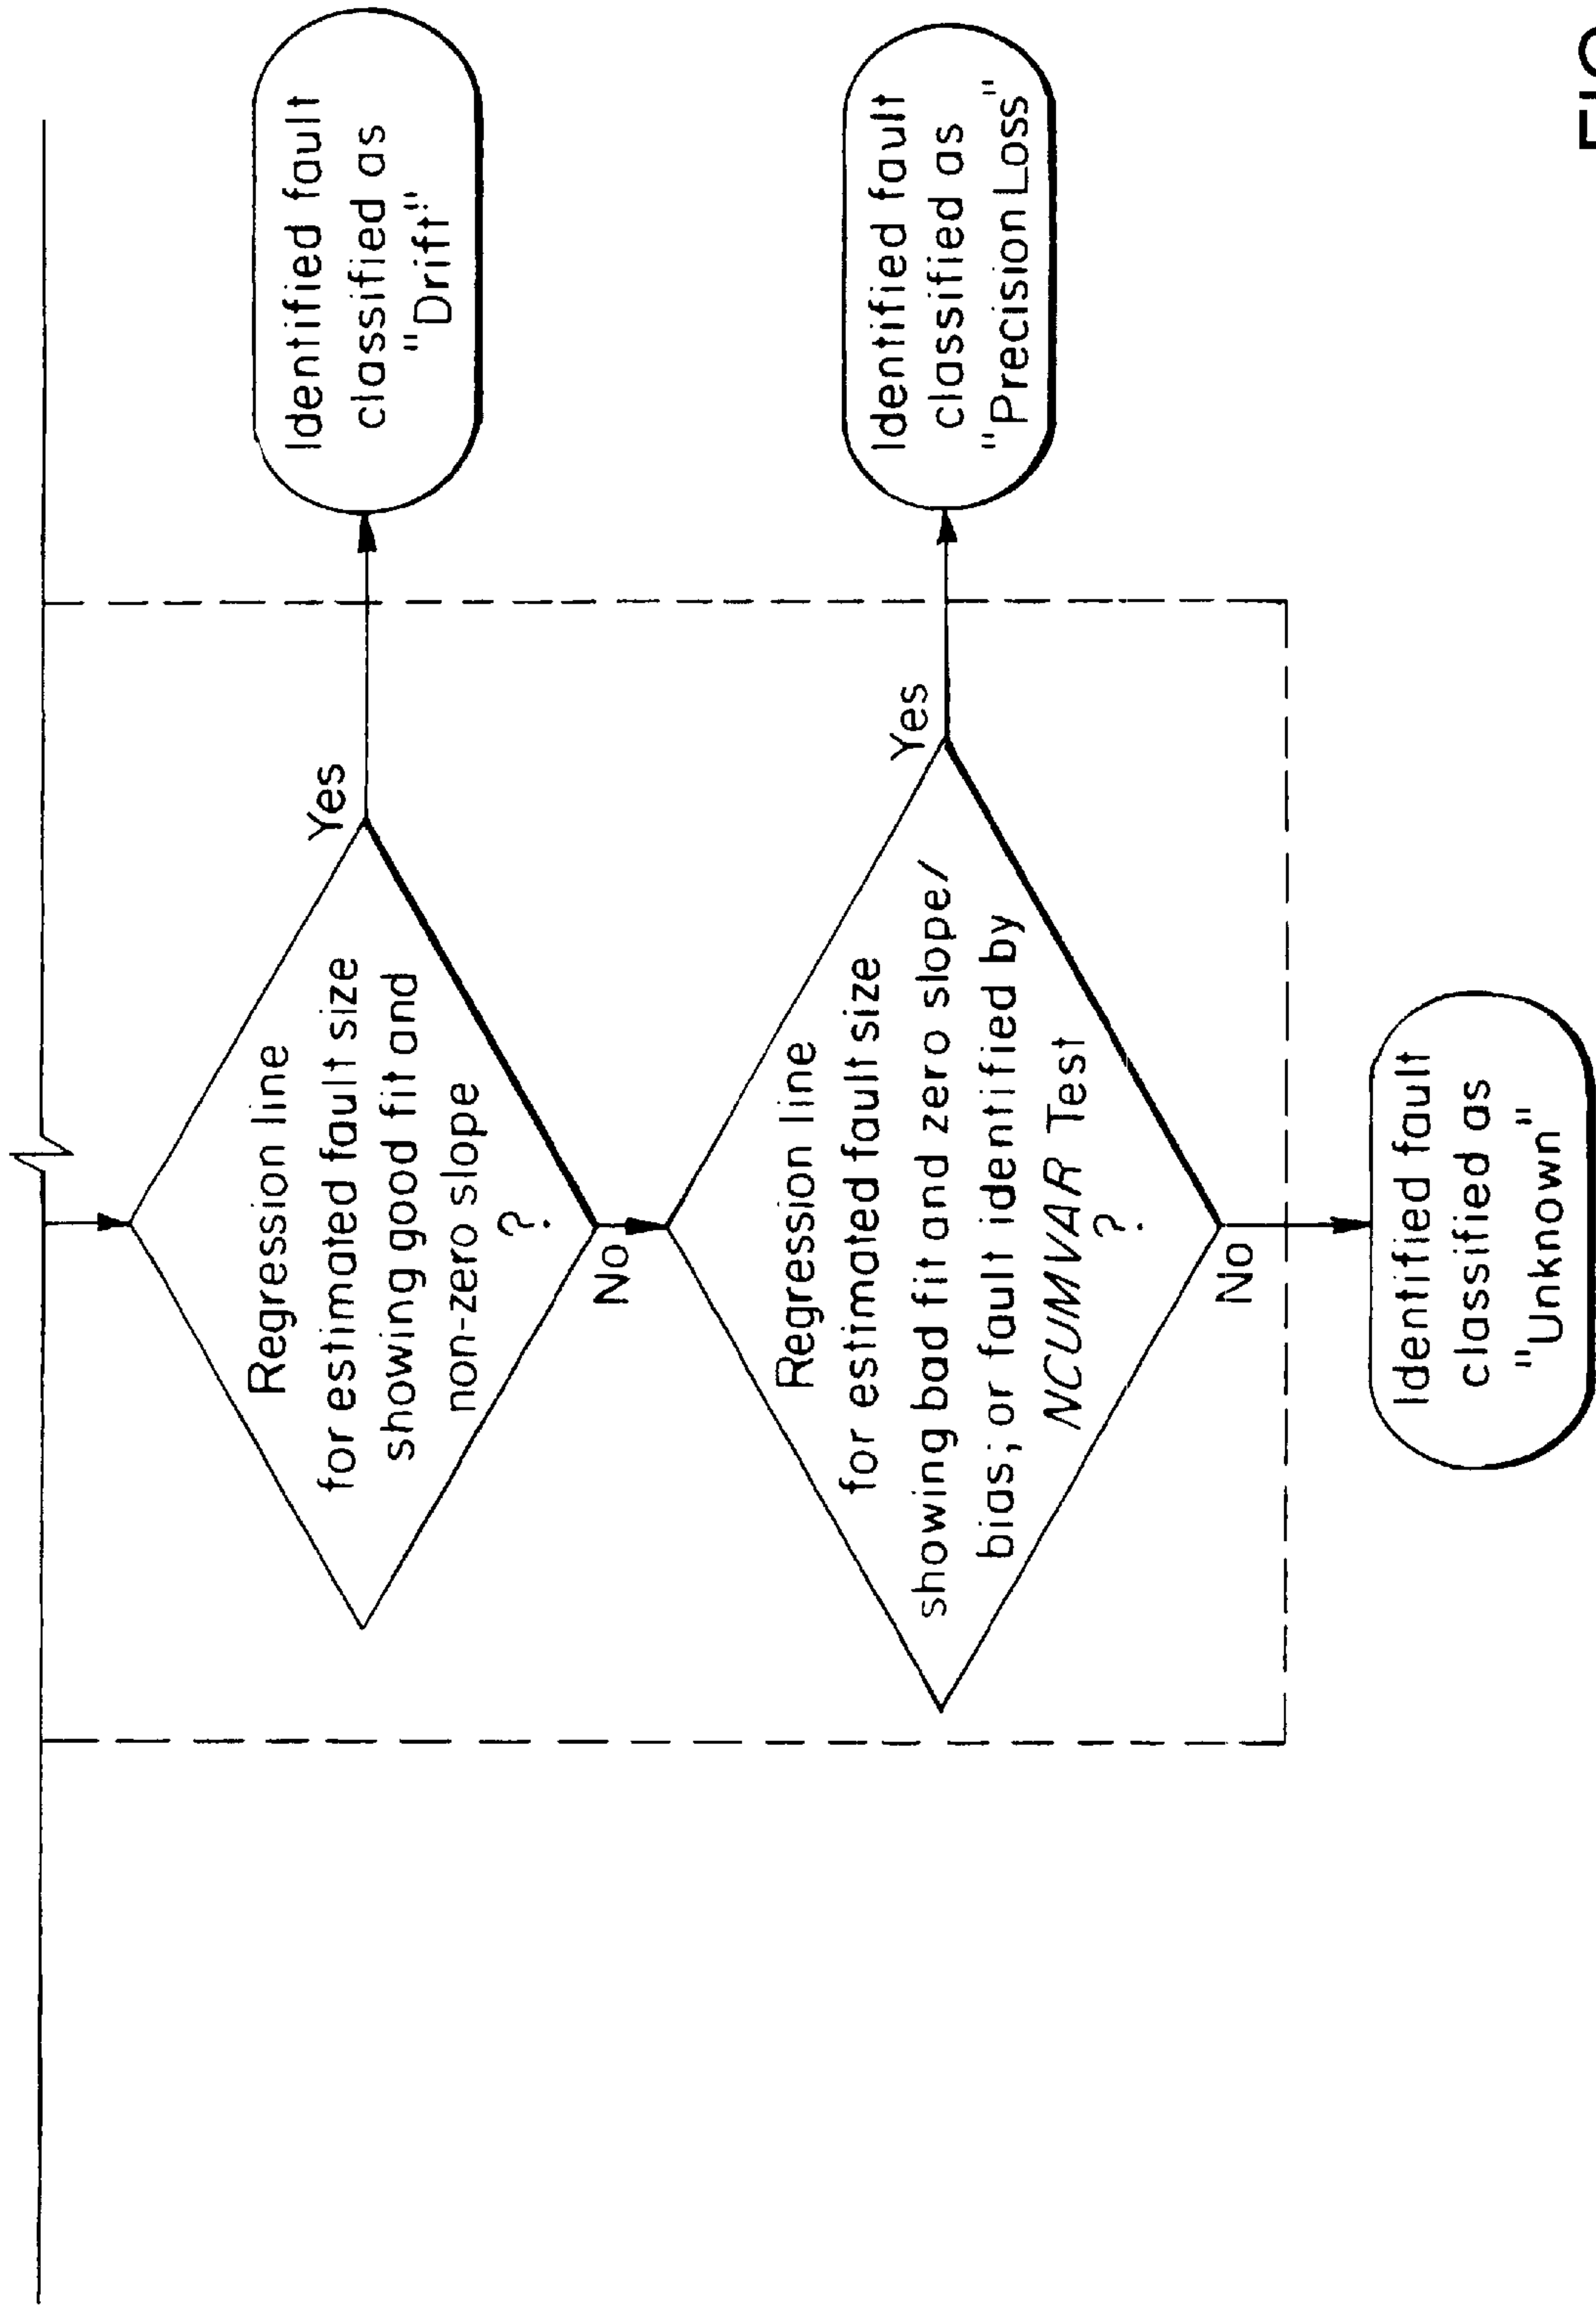 Regression line
for estimated fault size
showing good fit and
non-zero slope
?
Yes
Identified fault
classified as
"Drift"
No
Regression line
for estimated fault size
showing bad fit and zero slope/
bias; or fault identified by
NCUMVAR Test
?
Yes
Identified fault
classified as
"Precision Loss"
No
Identified fault
classified as
"Unknown"